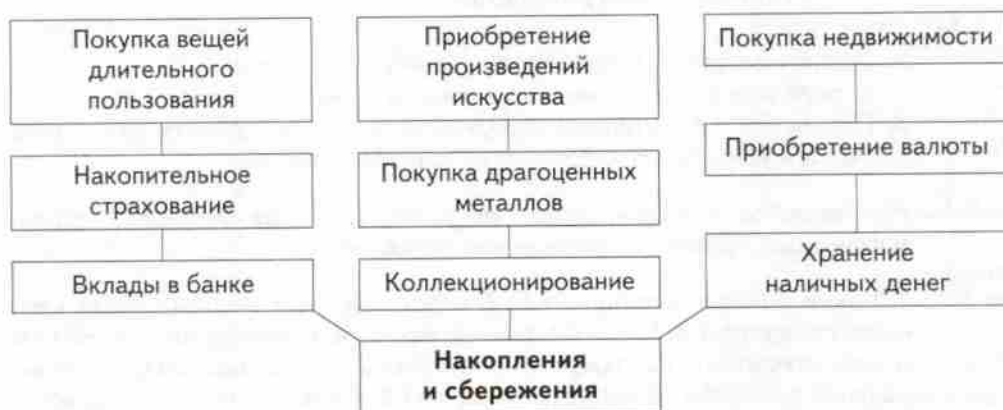 Покупка вещей
длительного
пользования
Приобретение
произведений
искусства
Покупка недвижимости
Накопительное
страхование
Покупка драгоценных
металлов
Приобретение валюты
Вклады в банке
Коллекционирование
Хранение
наличных денег
Накопления
и сбережения